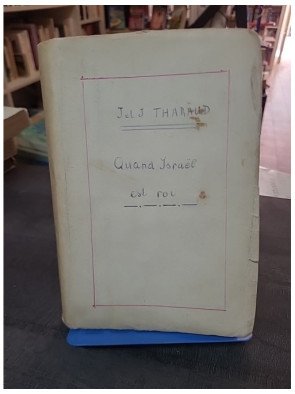 J et J THARAUD
Quand Israël
est roi